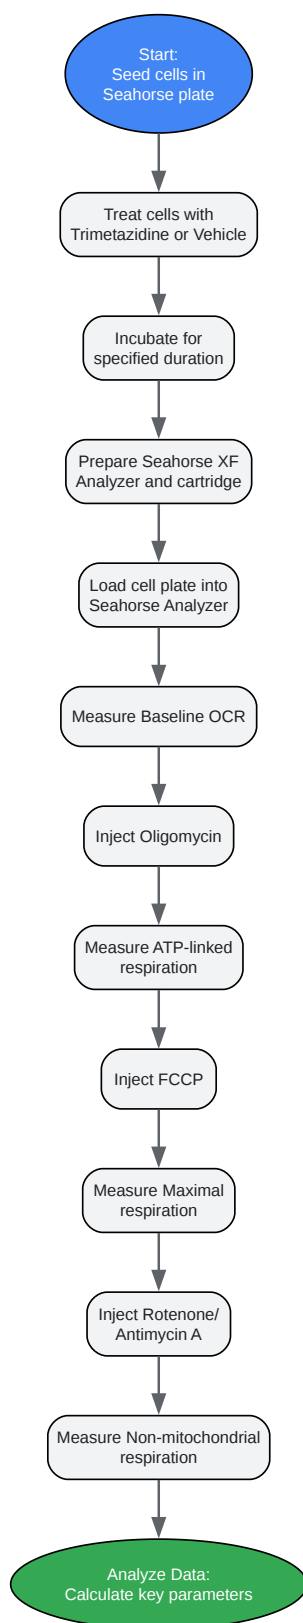 Start:
Seed cells in
Seahorse plate
Treat cells with
Trimetazidine or Vehicle
Incubate for
specified duration
Prepare Seahorse XF
Analyzer and cartridge
Load cell plate into
Seahorse Analyzer
Measure Baseline OCR
Inject Oligomycin
Measure ATP-linked
respiration
Inject FCCP
Measure Maximal
respiration
Inject Rotenone/
Antimycin A
Measure Non-mitochondrial
respiration
Analyze Data:
Calculate key parameters